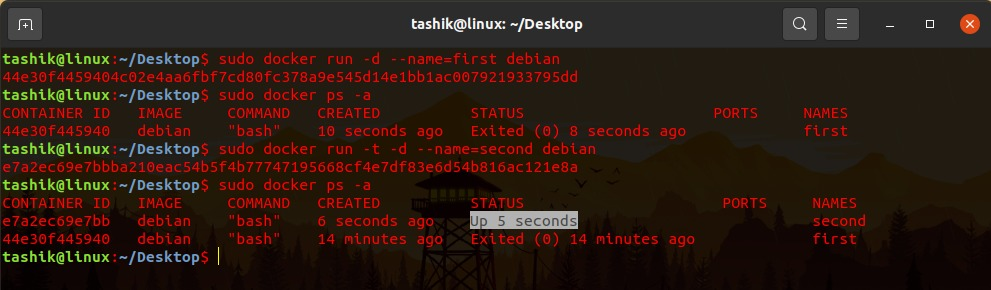 tashik@linux: ~/Desktop
tashik@linux:~/Desktop$ sudo docker run -d --name=first debian
44e30f4459404c02e4aa6fbf7cd80fc378a9e545d14e1bb1ac007921933795dd
tashik@linux:~/Desktop$ sudo docker ps -a
CONTAINER ID   IMAGE     COMMAND   CREATED          STATUS                     PORTS     NAMES
44e30f445940   debian    "bash"    10 seconds ago   Exited (0) 8 seconds ago             first
tashik@linux:~/Desktop$ sudo docker run -t -d --name=second debian
e7a2ec69e7bbba210eac54b5f4b77747195668cf4e7df83e6d54b816ac121e8a
tashik@linux:~/Desktop$ sudo docker ps -a
CONTAINER ID   IMAGE     COMMAND   CREATED          STATUS                      PORTS     NAMES
e7a2ec69e7bb   debian    "bash"    6 seconds ago    Up 5 seconds                          second
44e30f445940   debian    "bash"    14 minutes ago   Exited (0) 14 minutes ago             first
tashik@linux:~/Desktop$